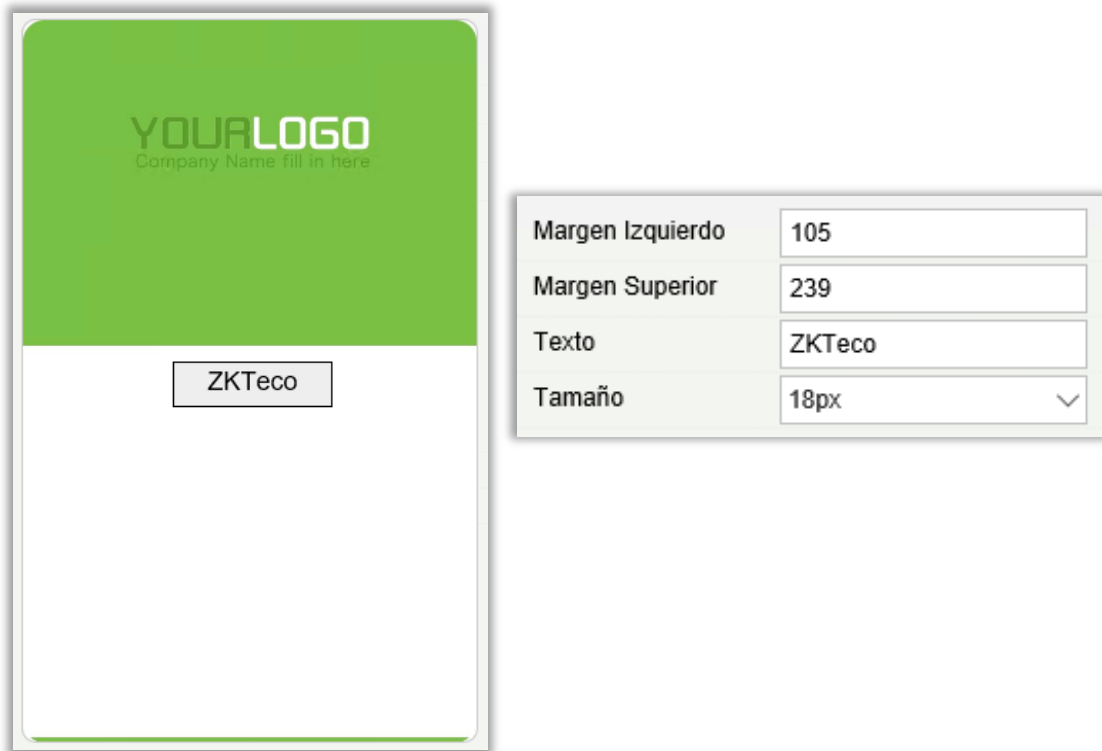 YOURLOGO
Company Name fill in here
ZKTeco
Margen Izquierdo 105
Margen Superior 239
Texto ZKTeco
Tamaño 18px